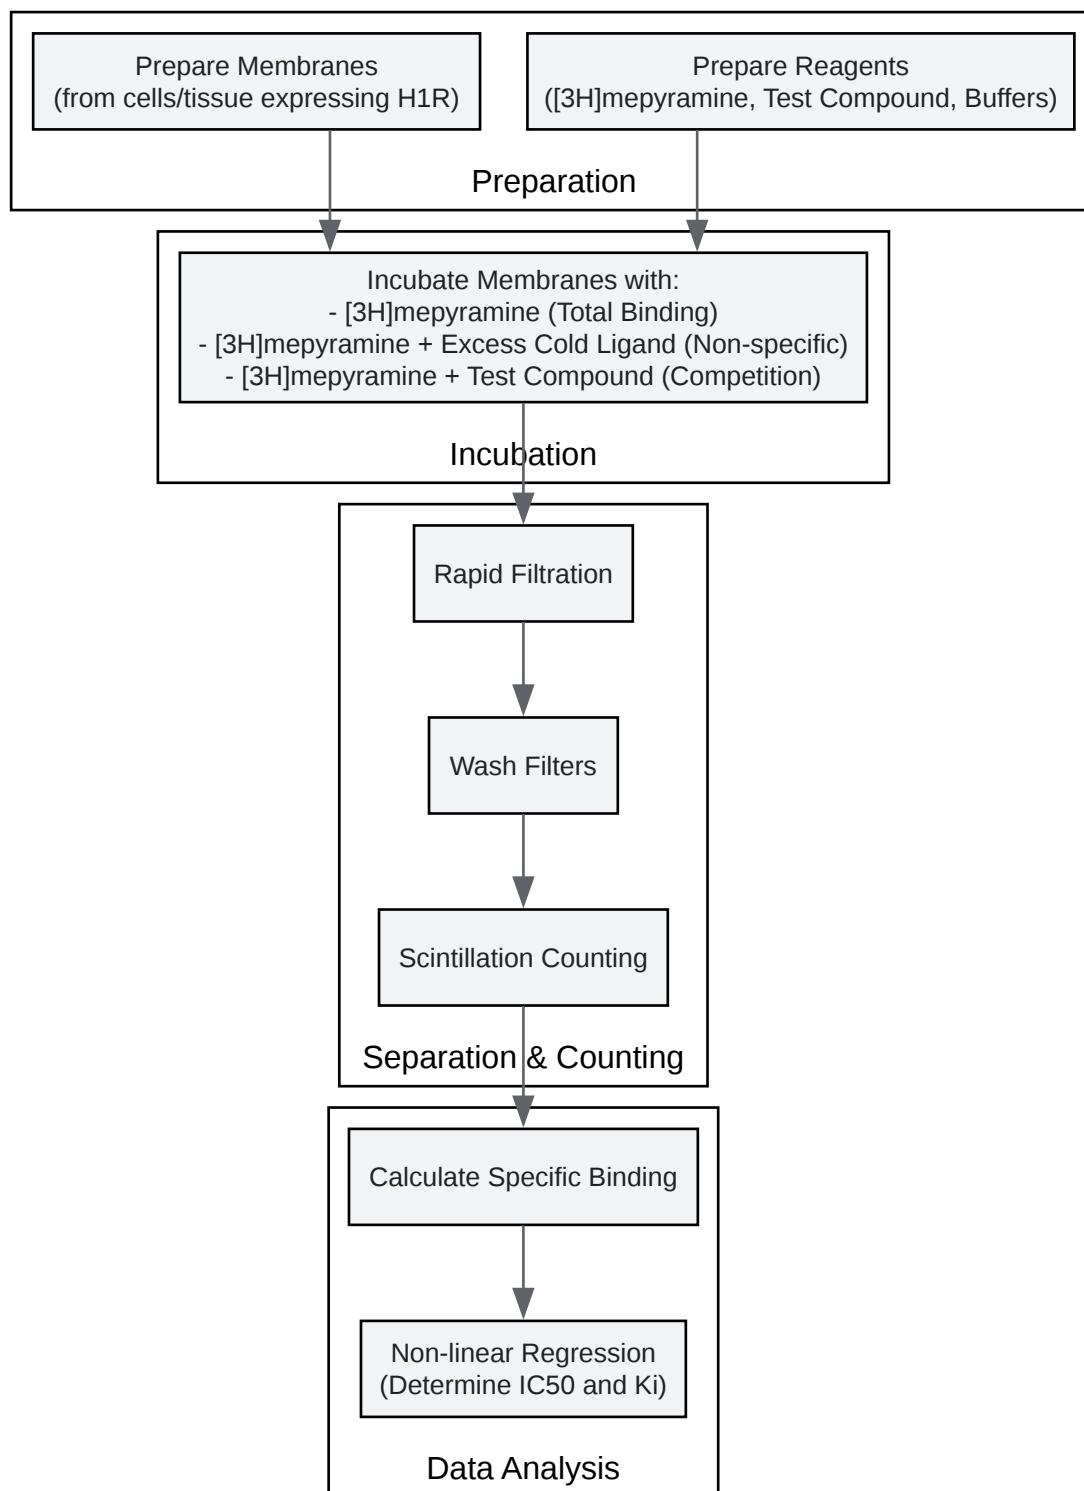 Prepare Membranes
(from cells/tissue expressing H1R)
Prepare Reagents
([3H]mepyramine, Test Compound, Buffers)
Preparation
Incubate Membranes with:
- [3H]mepyramine (Total Binding)
- [3H]mepyramine + Excess Cold Ligand (Non-specific)
- [3H]mepyramine + Test Compound (Competition)
Incubation
Rapid Filtration
Wash Filters
Scintillation Counting
Separation & Counting
Calculate Specific Binding
Non-linear Regression
(Determine IC50 and Ki)
Data Analysis